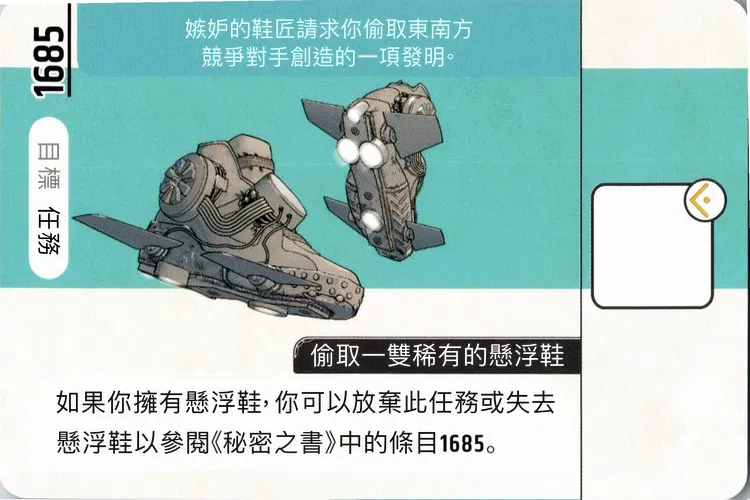 1685
嫉妒的鞋匠請求你偷取東南方
競爭對手創造的一項發明。
目標 任務
偷取一雙稀有的懸浮鞋
如果你擁有懸浮鞋，你可以放棄此任務或失去
懸浮鞋以參閱《秘密之書》中的條目1685。